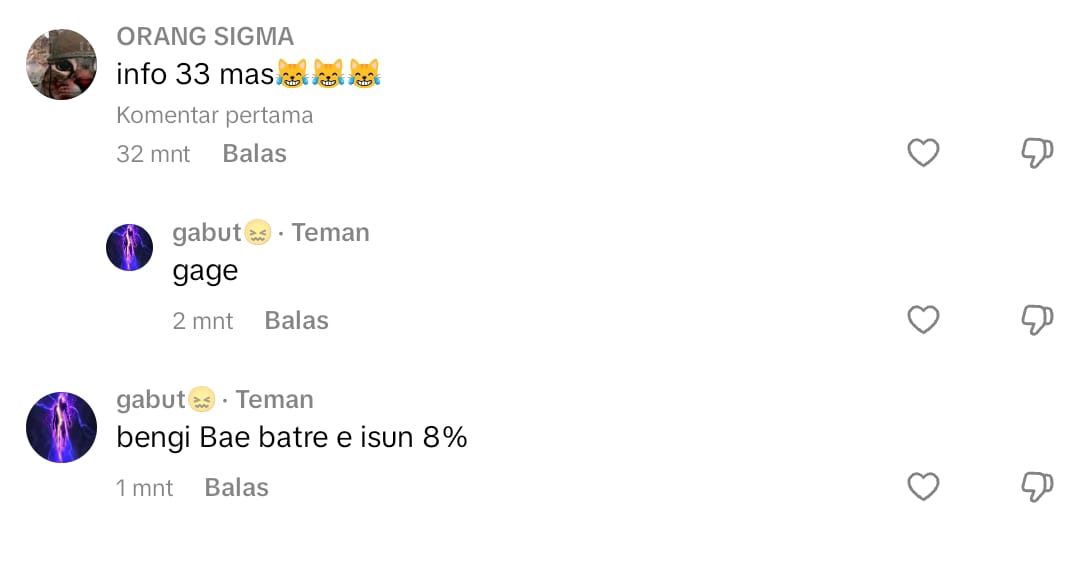 ORANG SIGMA
info 33 mas😹😹😹
Komentar pertama
32 mnt Balas
gabut😖 · Teman
gage
2 mnt Balas
gabut😖 · Teman
bengi Bae batre e isun 8%
1 mnt Balas